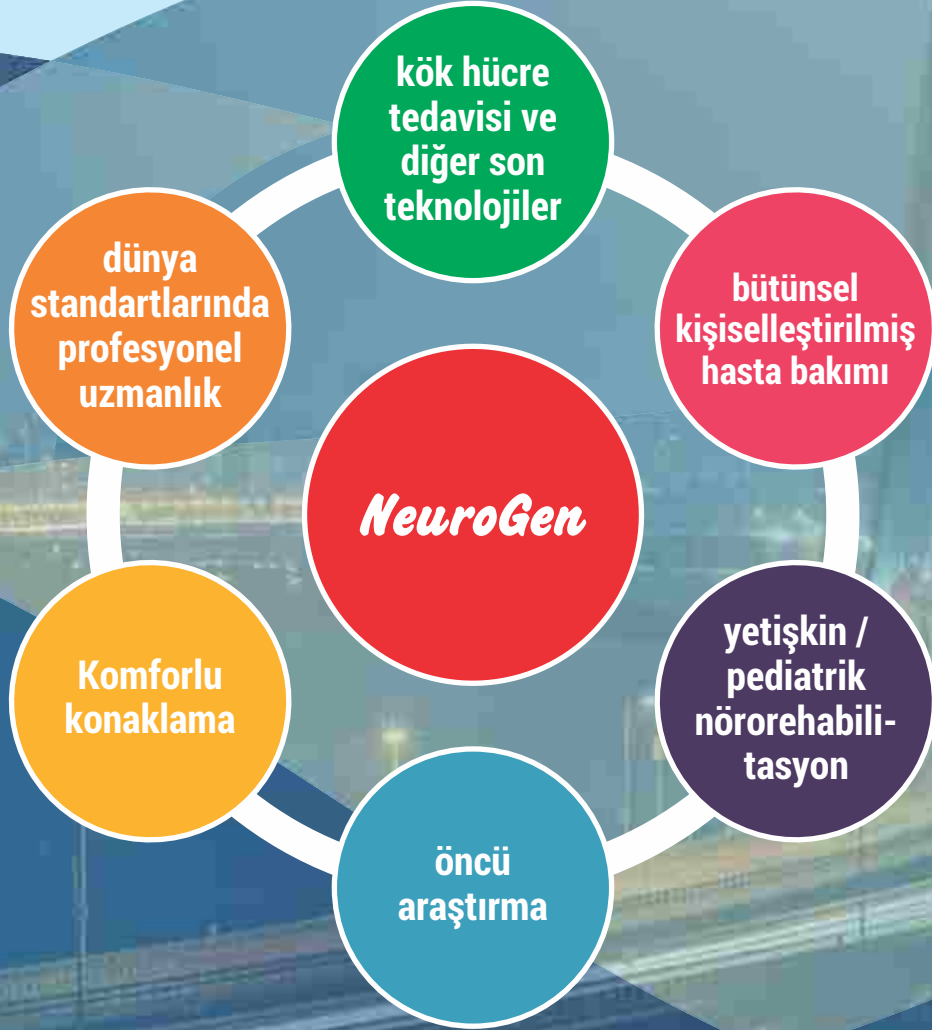 kök hücre
tedavisi ve
diğer son
teknolojiler
bütünsel
kişiselleştirilmiş
hasta bakımı
yetişkin /
pediatrik
nörorehabili-
tasyon
öncü
araştırma
Komforlu
konaklama
dünya
standartlarında
profesyonel
uzmanlık
NeuroGen